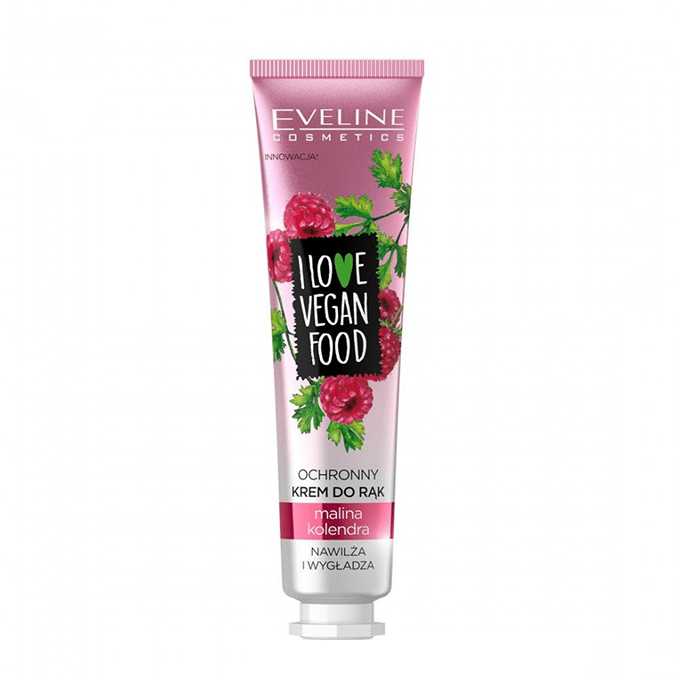 EVELINE
COSMETICS
INNOWACJA!
I LOVE
VEGAN
FOOD
OCHRONNY
KREM DO RĄK
malina
kolendra
NAWILŻA
I WYGŁADZA